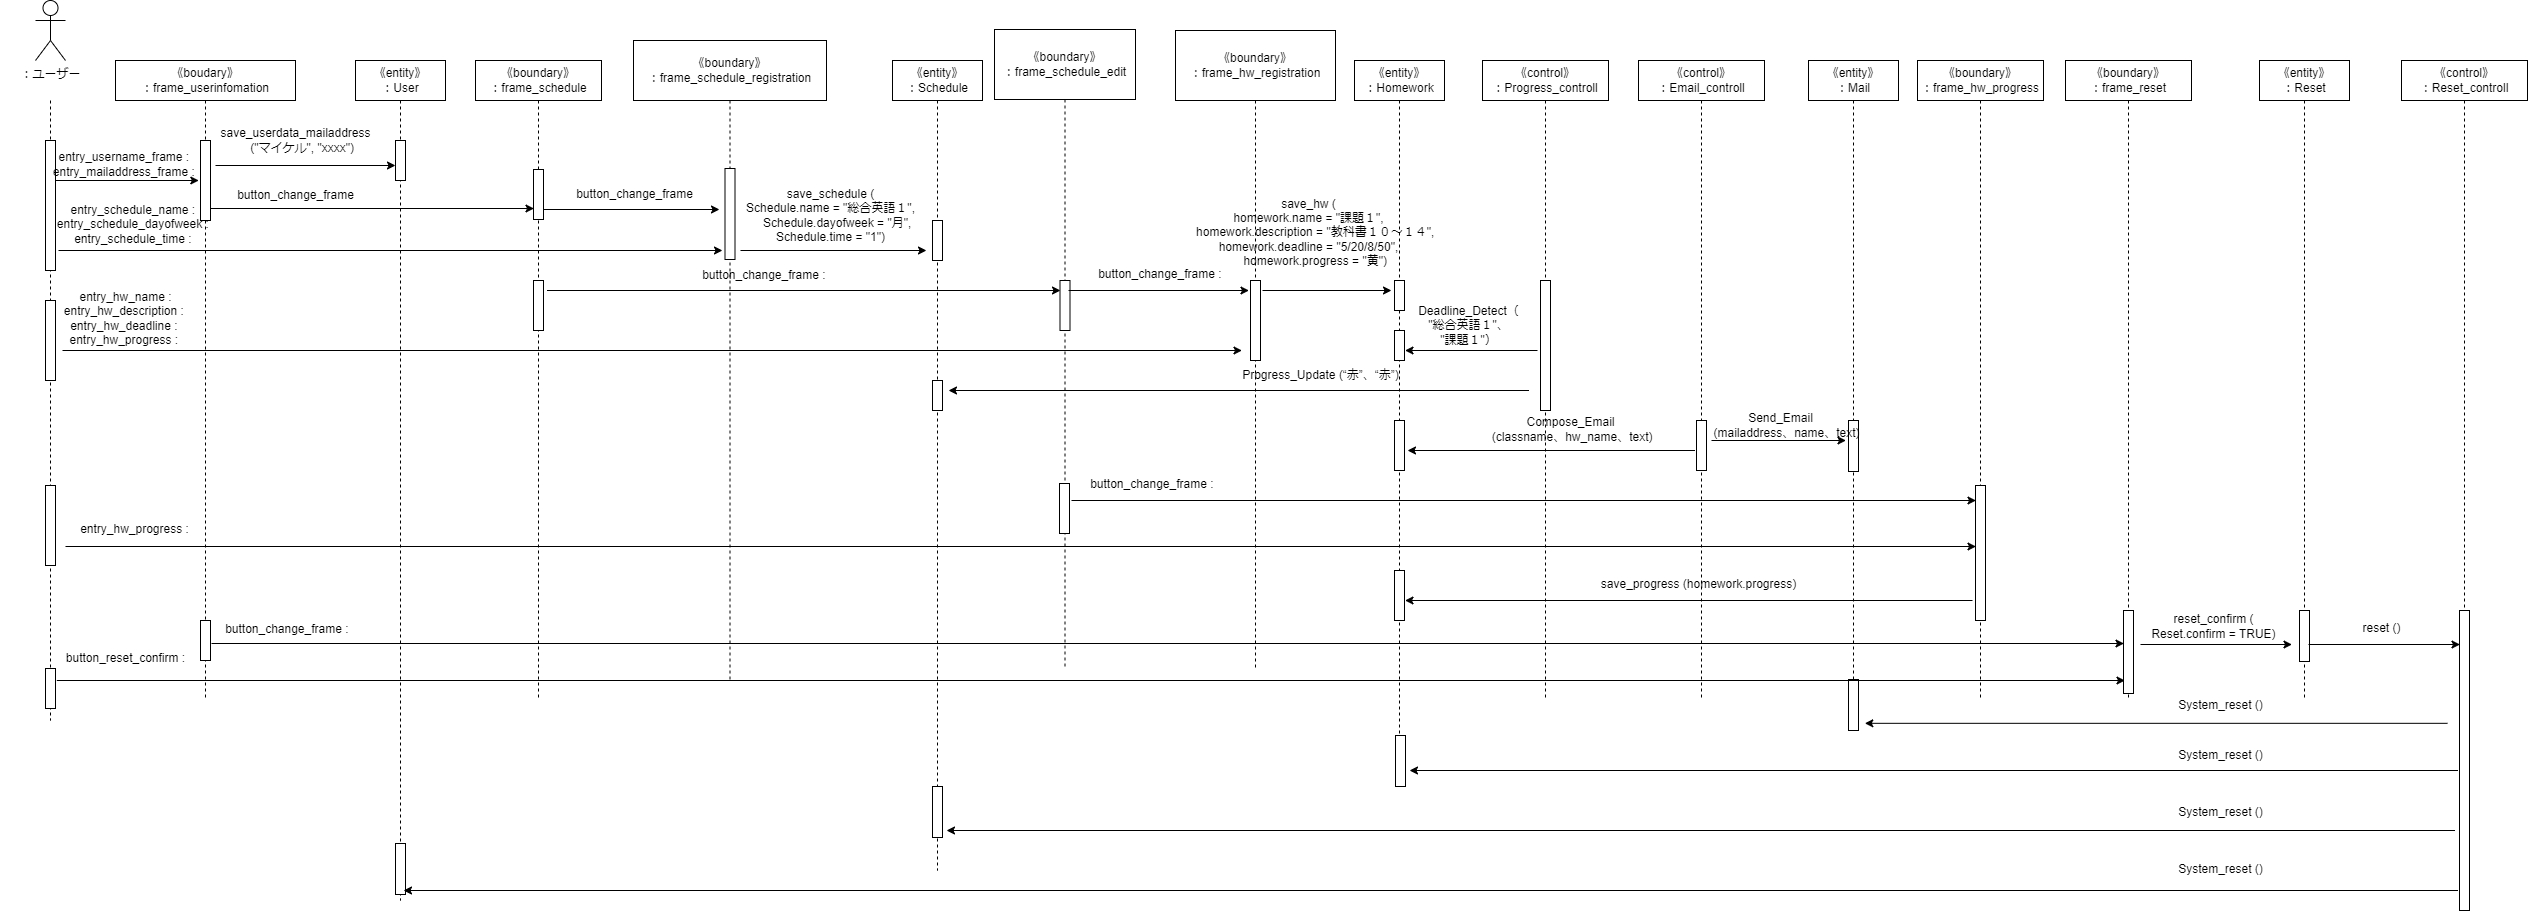 : ユーザー
《boudary》
: frame_userinfomation
《entity》
: User
《boundary》
: frame_schedule
《boundary》
: frame_schedule_registration
《entity》
: Schedule
《boundary》
: frame_schedule_edit
《boundary》
: frame_hw_registration
《entity》
: Homework
《control》
: Progress_controll
《control》
: Email_controll
《entity》
: Mail
《boundary》
: frame_hw_progress
《boundary》
: frame_reset
《entity》
: Reset
《control》
: Reset_controll
save_userdata_mailaddress
("マイケル", "xxxx")
entry_username_frame :
entry_mailaddress_frame :
button_change_frame
button_change_frame
entry_schedule_name :
entry_schedule_dayofweek :
entry_schedule_time :
save_schedule (
Schedule.name = "総合英語１",
Schedule.dayofweek = "月",
Schedule.time = "1")
save_hw (
homework.name = "課題１",
homework.description = "教科書１０～１４",
homework.deadline = "5/20/8/50",
homework.progress = "黄")
button_change_frame :
button_change_frame :
entry_hw_name :
entry_hw_description :
entry_hw_deadline :
entry_hw_progress :
Deadline_Detect（
"総合英語１"、
"課題１"）
Progress_Update (“赤”、“赤”)
Compose_Email
(classname、hw_name、text)
Send_Email
(mailaddress、name、text)
button_change_frame :
entry_hw_progress :
save_progress (homework.progress)
button_change_frame :
reset_confirm (
Reset.confirm = TRUE)
reset ()
button_reset_confirm :
System_reset ()
System_reset ()
System_reset ()
System_reset ()